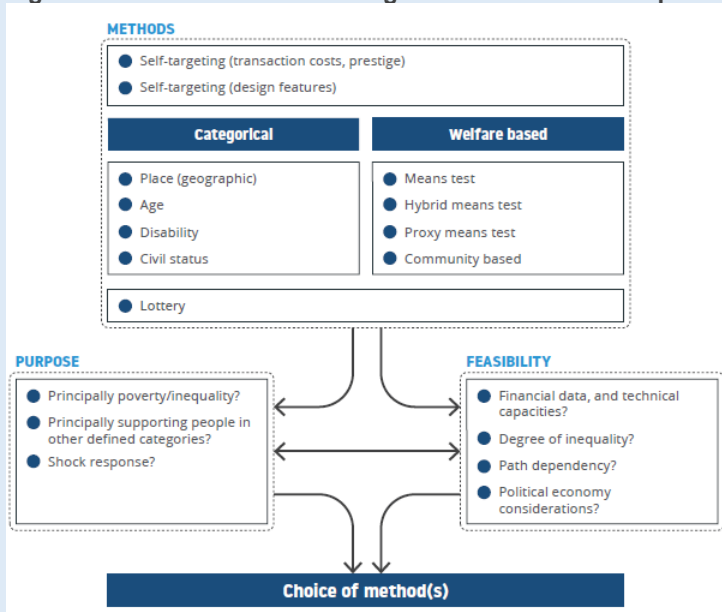 METHODS
Self-targeting (transaction costs, prestige)
Self-targeting (design features)
Categorical
Place (geographic)
Age
Disability
Civil status
Welfare based
Means test
Hybrid means test
Proxy means test
Community based
Lottery
PURPOSE
Principally poverty/inequality?
Principally supporting people in
other defined categories?
Shock response?
FEASIBILITY
Financial data, and technical
capacities?
Degree of inequality?
Path dependency?
Political economy
considerations?
Choice of method(s)